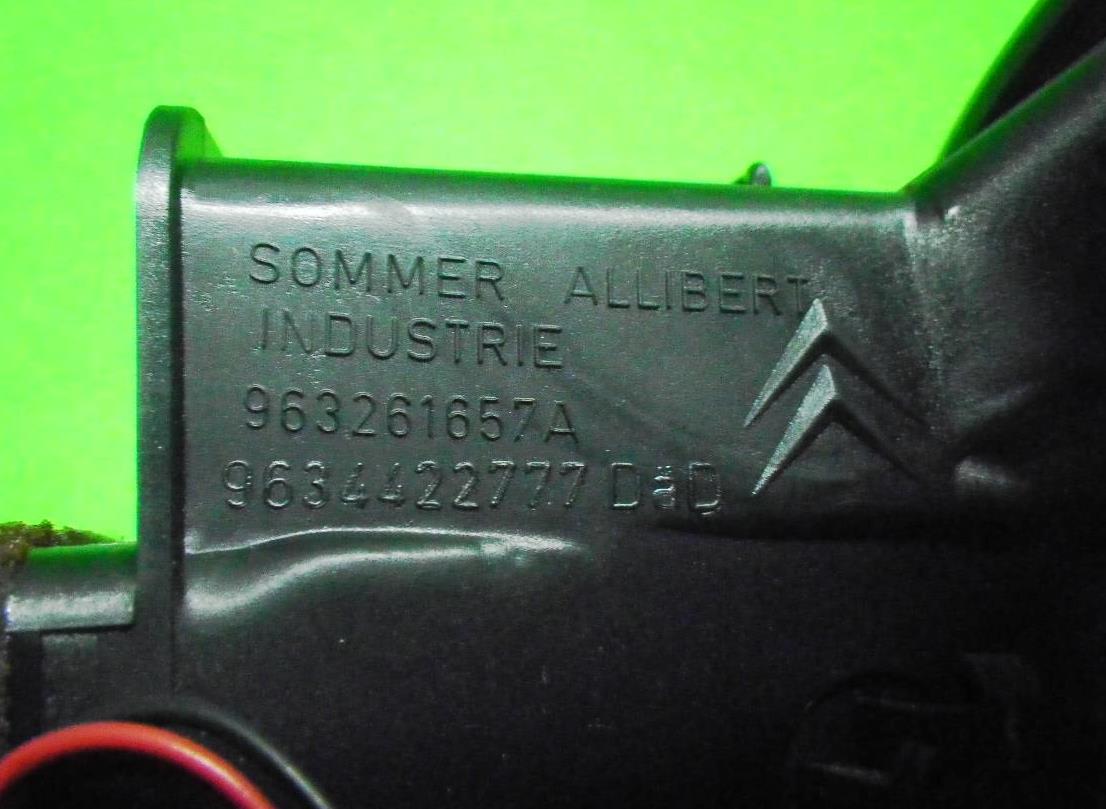 SOMMER ALLIBERT
INDUSTRIE
963261657A
9634422777 DaD